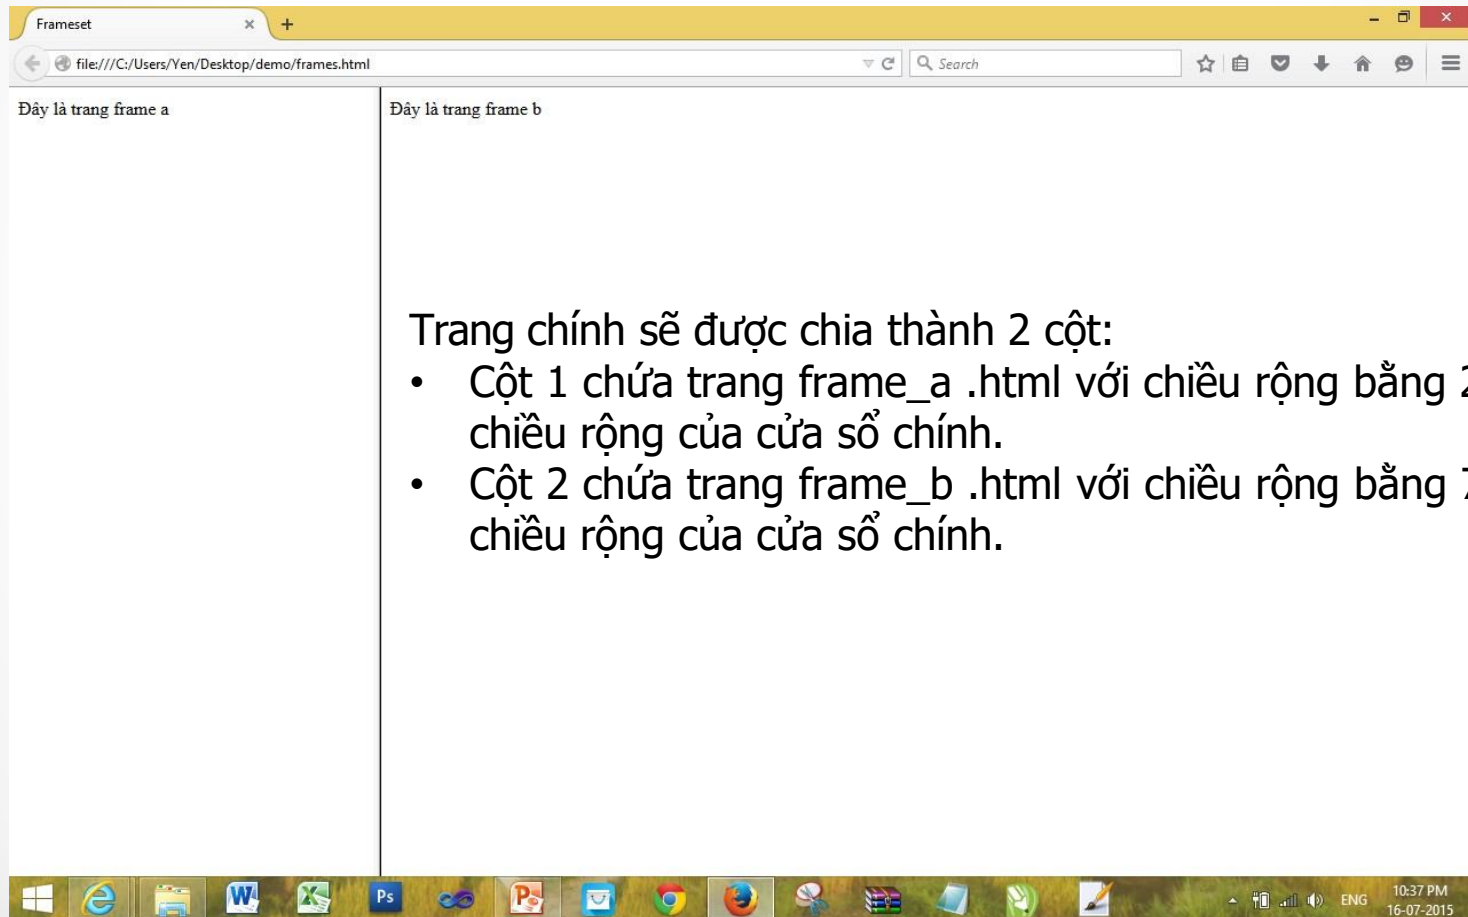 Frameset
file:///C:/Users/Yen/Desktop/demo/frames.html
Search
Đây là trang frame a
Đây là trang frame b
Trang chính sẽ được chia thành 2 cột:
• Cột 1 chứa trang frame_a .html với chiều rộng bằng
chiều rộng của cửa sổ chính.
• Cột 2 chứa trang frame_b .html với chiều rộng bằng
chiều rộng của cửa sổ chính.
Ps
ENG
10:37 PM
16-07-2015